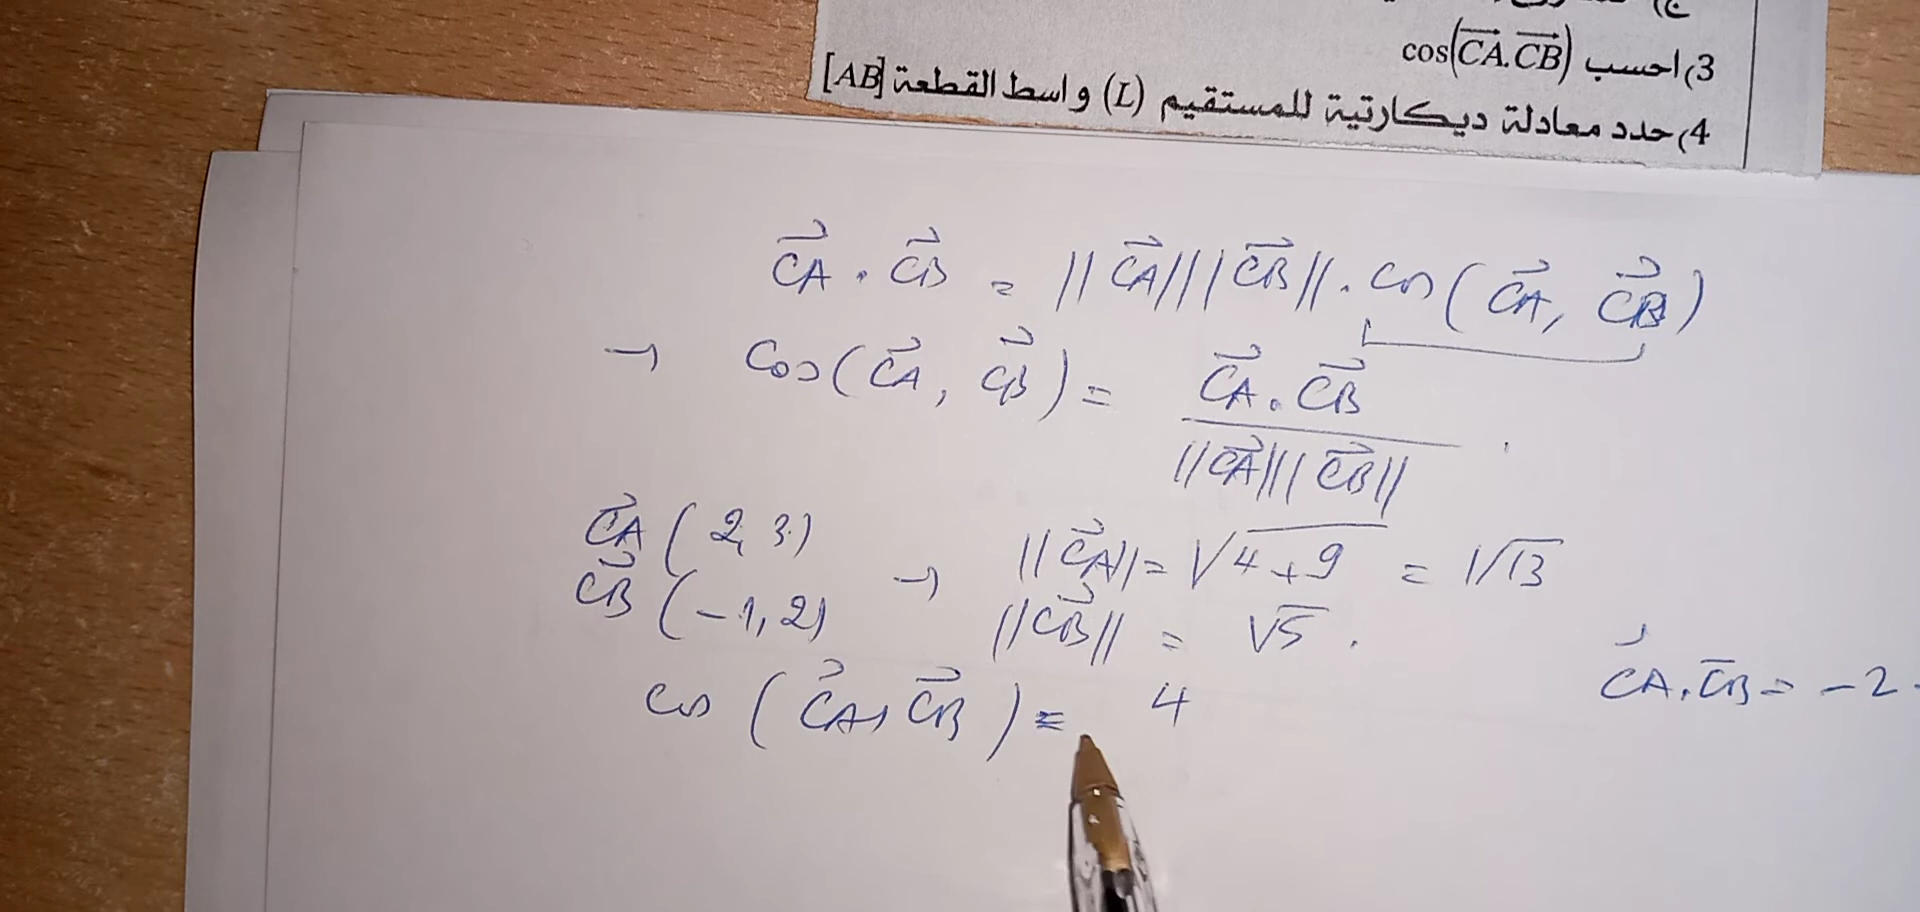 3) احسب cos(CA⃗.CB⃗)
4) حدد معادلة ديكارتية للمستقيم (L) واسط القطعة [AB]
CA⃗ . CB⃗ = ||CA⃗|| ||CB⃗|| . cos(CA⃗, CB⃗)
→ Cos(CA⃗, CB⃗) = CA⃗ . CB⃗ / ||CA⃗|| ||CB⃗||
CA⃗ (2, 3) → ||CA⃗|| = √4+9 = √13
CB⃗ (-1, 2) ||CB⃗|| = √5 .
CA⃗ . CB⃗ = -2
cos (CA⃗, CB⃗) = 4